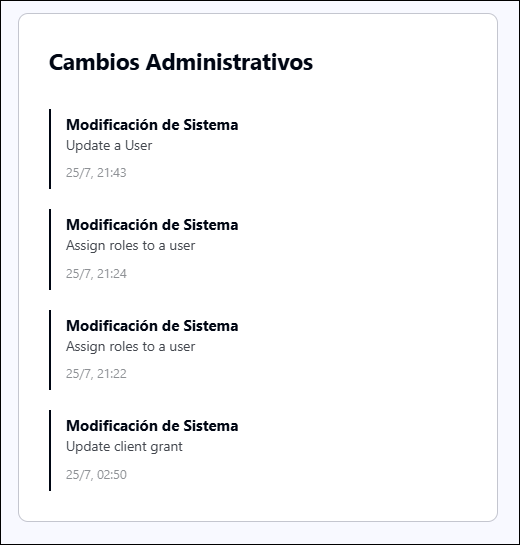 Cambios Administrativos
Modificación de Sistema
Update a User
25/7, 21:43
Modificación de Sistema
Assign roles to a user
25/7, 21:24
Modificación de Sistema
Assign roles to a user
25/7, 21:22
Modificación de Sistema
Update client grant
25/7, 02:50